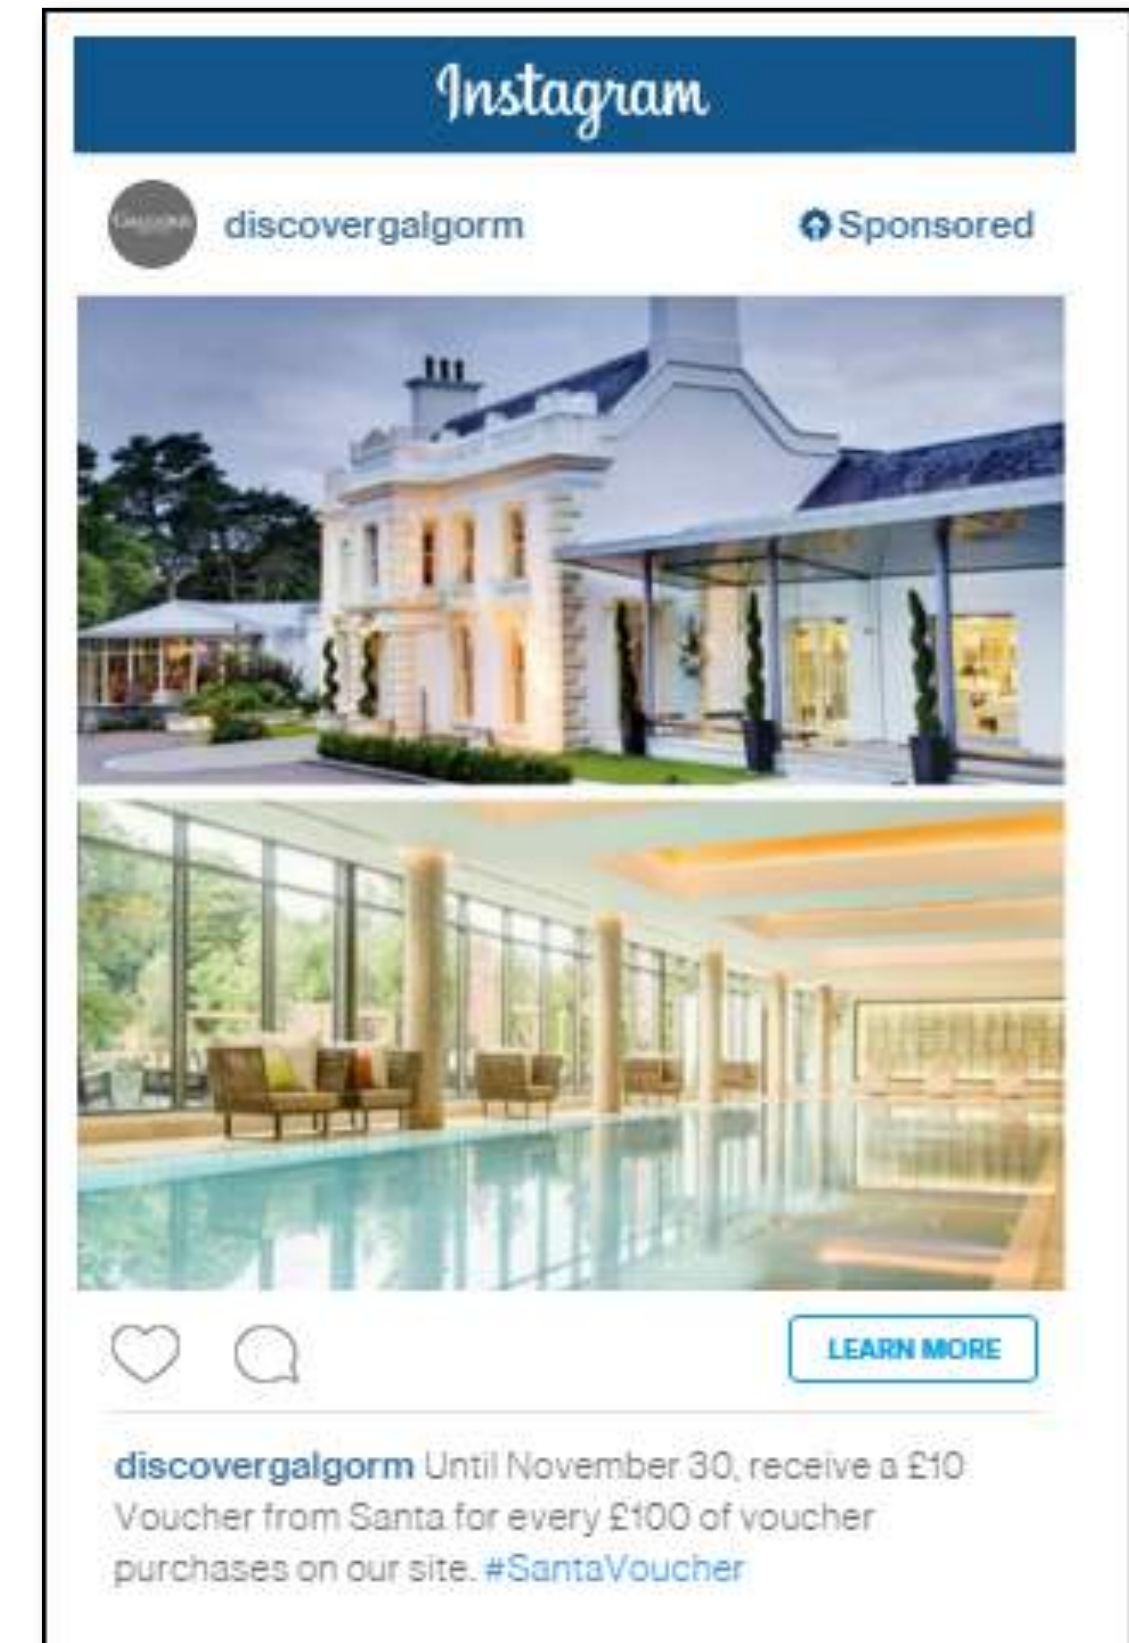 Instagram
discovergalgorm Sponsored
LEARN MORE
discovergalgorm Until November 30, receive a £10
Voucher from Santa for every £100 of voucher
purchases on our site. #SantaVoucher